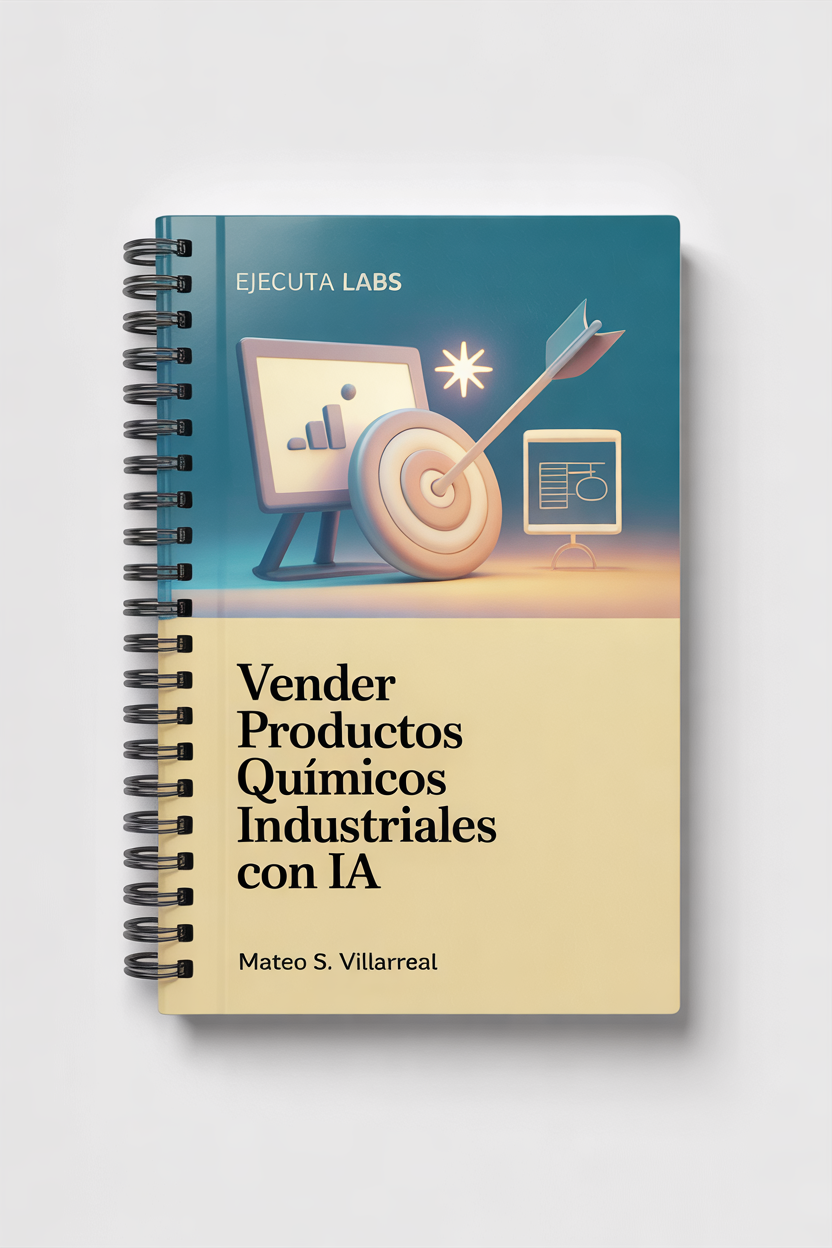 EJECUTA LABS
Vender
Productos
Químicos
Industriales
con IA
Mateo S. Villarreal